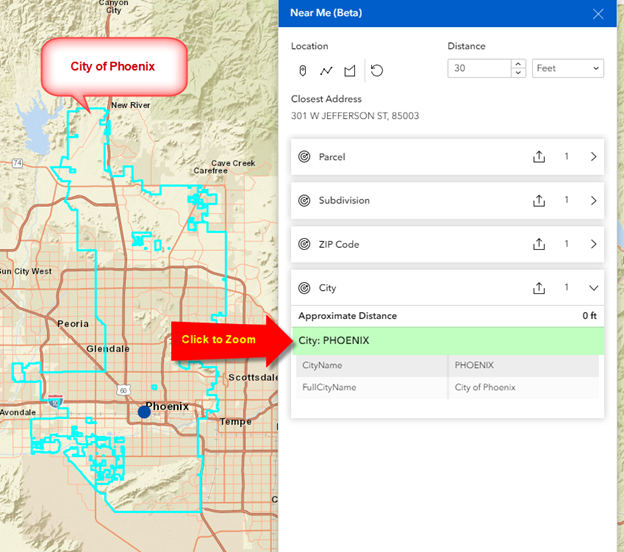 Canyon
City
City of Phoenix
New River
74
Cave Creek
Carefree
Sun City West
Peoria
Glendale
60
Scottsdale
Avondale
Phoenix
Tempe
Chandler
Near Me (Beta)
Location
Distance
30
Feet
Closest Address
301 W JEFFERSON ST, 85003
Parcel 1
Subdivision 1
ZIP Code 1
City 1
Approximate Distance 0 ft
Click to Zoom
City: PHOENIX
CityName PHOENIX
FullCityName City of Phoenix